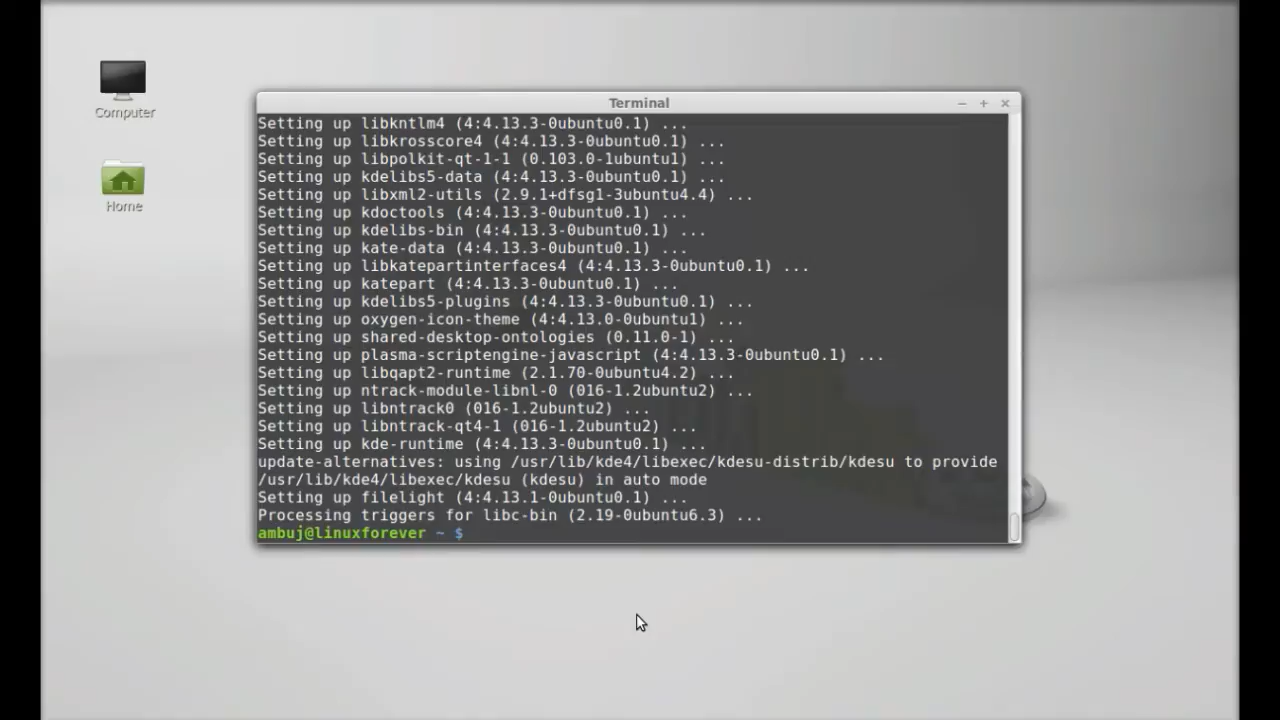 Computer
Home
Terminal
Setting up libkntlm4 (4:4.13.3-0ubuntu0.1) ...
Setting up libkrosscore4 (4:4.13.3-0ubuntu0.1) ...
Setting up libpolkit-qt-1-1 (0.103.0-1ubuntu1) ...
Setting up kdelibs5-data (4:4.13.3-0ubuntu0.1) ...
Setting up libxml2-utils (2.9.1+dfsg1-3ubuntu4.4) ...
Setting up kdoctools (4:4.13.3-0ubuntu0.1) ...
Setting up kdelibs-bin (4:4.13.3-0ubuntu0.1) ...
Setting up kate-data (4:4.13.3-0ubuntu0.1) ...
Setting up libkatepartinterfaces4 (4:4.13.3-0ubuntu0.1) ...
Setting up katepart (4:4.13.3-0ubuntu0.1) ...
Setting up kdelibs5-plugins (4:4.13.3-0ubuntu0.1) ...
Setting up oxygen-icon-theme (4:4.13.0-0ubuntu1) ...
Setting up shared-desktop-ontologies (0.11.0-1) ...
Setting up plasma-scriptengine-javascript (4:4.13.3-0ubuntu0.1) ...
Setting up libqapt2-runtime (2.1.70-0ubuntu4.2) ...
Setting up ntrack-module-libnl-0 (016-1.2ubuntu2) ...
Setting up libntrack0 (016-1.2ubuntu2) ...
Setting up libntrack-qt4-1 (016-1.2ubuntu2) ...
Setting up kde-runtime (4:4.13.3-0ubuntu0.1) ...
update-alternatives: using /usr/lib/kde4/libexec/kdesu-distrib/kdesu to provide
/usr/lib/kde4/libexec/kdesu (kdesu) in auto mode
Setting up filelight (4:4.13.1-0ubuntu0.1) ...
Processing triggers for libc-bin (2.19-0ubuntu6.3) ...
ambuj@linuxforever ~ $